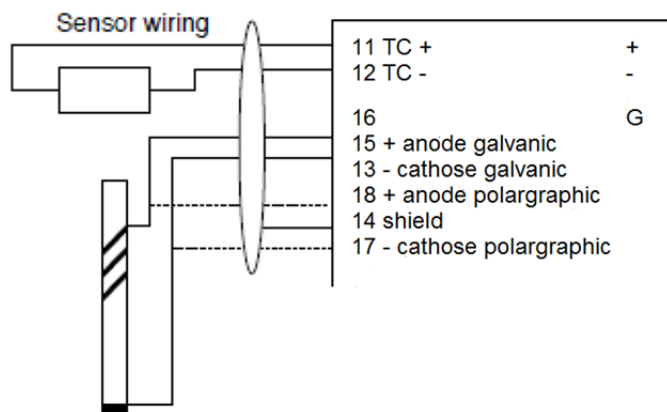 Sensor wiring
11 TC + +
12 TC - -
16 G
15 + anode galvanic
13 - cathose galvanic
18 + anode polargraphic
14 shield
17 - cathose polargraphic